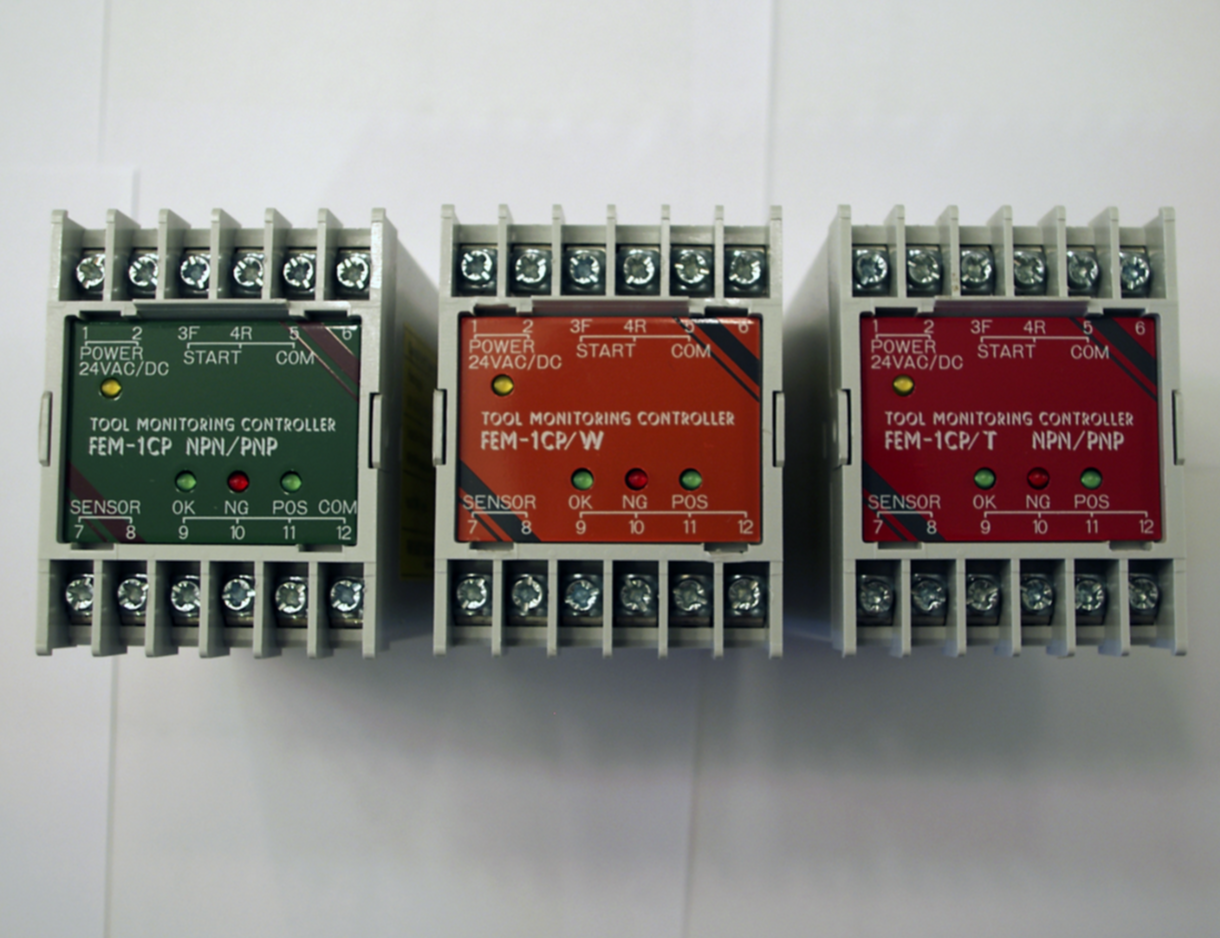 1 2 3F 4R 5 6
POWER START COM
24VAC/DC
TOOL MONITORING CONTROLLER
FEM-1CP NPN/PNP
SENSOR OK NG POS COM
7 8 9 10 11 12
1 2 3F 4R 5 6
POWER START COM
24VAC/DC
TOOL MONITORING CONTROLLER
FEM-1CP/W
SENSOR OK NG POS
7 8 9 10 11 12
1 2 3F 4R 5 6
POWER START COM
24VAC/DC
TOOL MONITORING CONTROLLER
FEM-1CP/T NPN/PNP
SENSOR OK NG POS
7 8 9 10 11 12